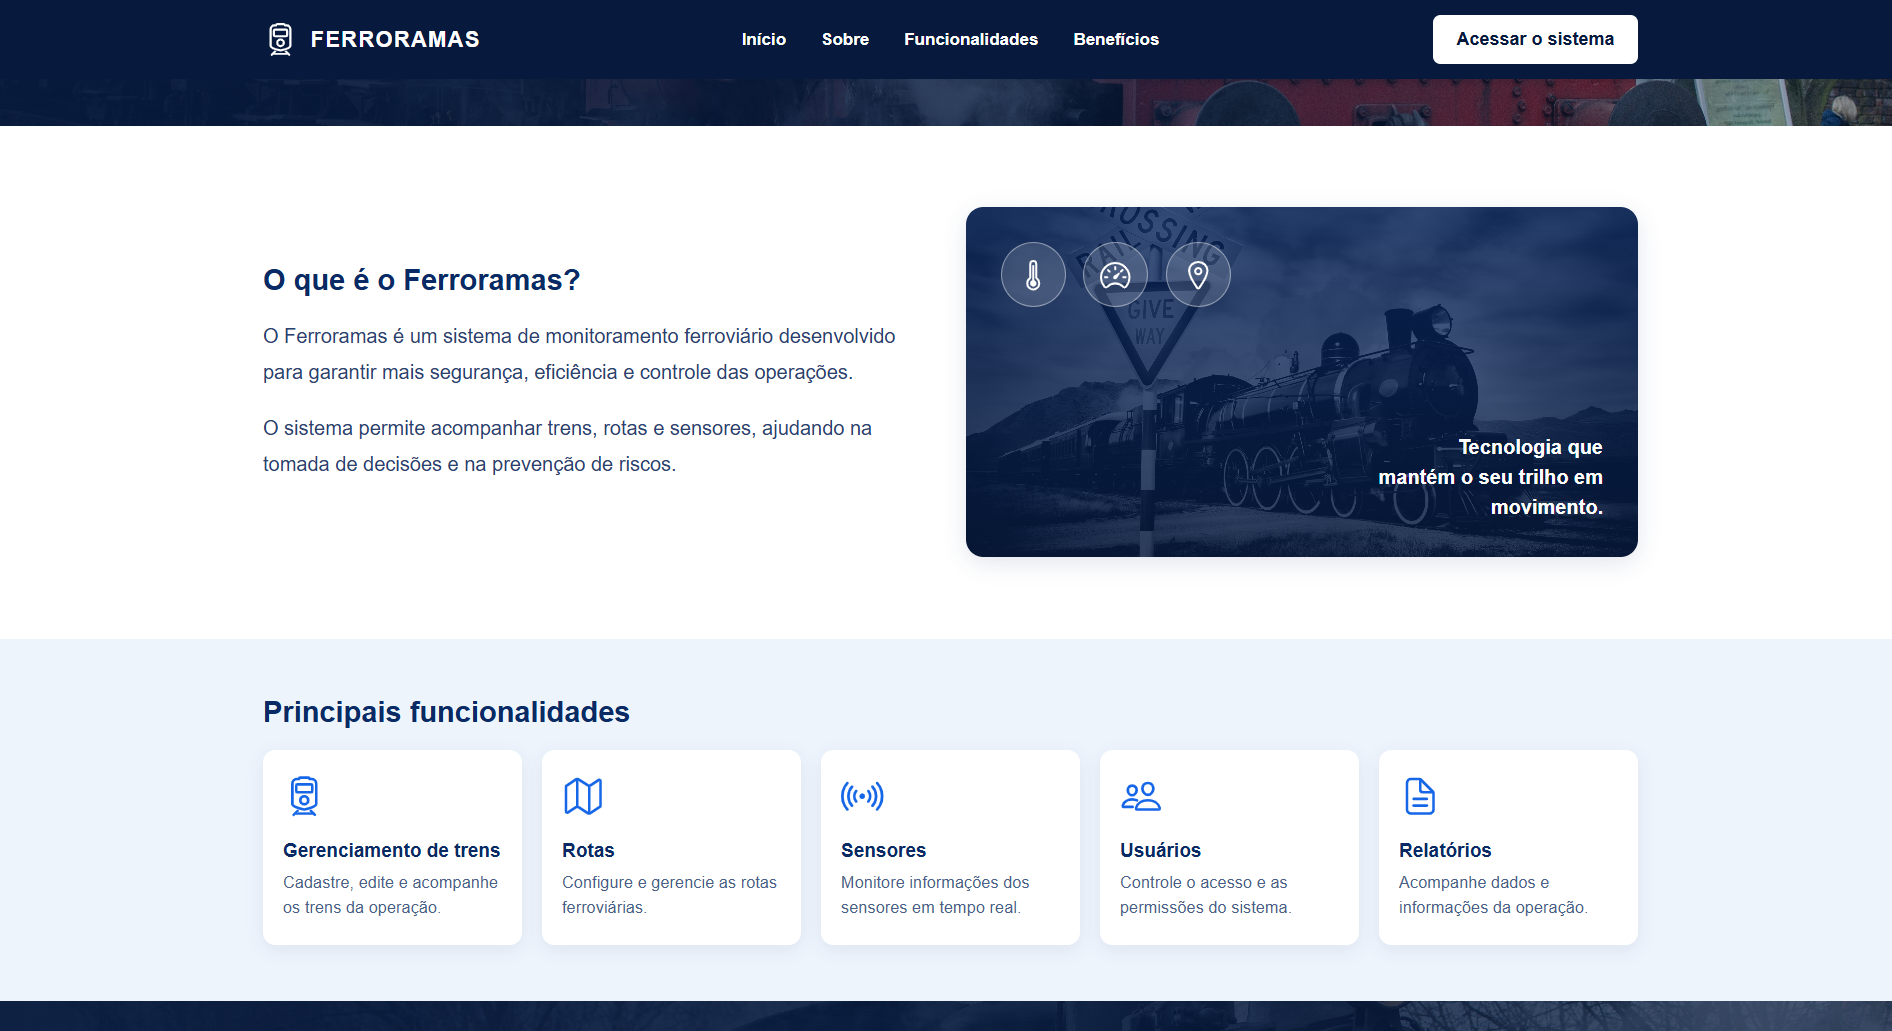 FERRORAMAS
Início
Sobre
Funcionalidades
Benefícios
Acessar o sistema
O que é o Ferroramas?
O Ferroramas é um sistema de monitoramento ferroviário desenvolvido
para garantir mais segurança, eficiência e controle das operações.
O sistema permite acompanhar trens, rotas e sensores, ajudando na
tomada de decisões e na prevenção de riscos.
RAIL
GIVE
WAY
Tecnologia que
mantém o seu trilho em
movimento.
Principais funcionalidades
Gerenciamento de trens
Cadastre, edite e acompanhe
os trens da operação.
Rotas
Configure e gerencie as rotas
ferroviárias.
Sensores
Monitore informações dos
sensores em tempo real.
Usuários
Controle o acesso e as
permissões do sistema.
Relatórios
Acompanhe dados e
informações da operação.